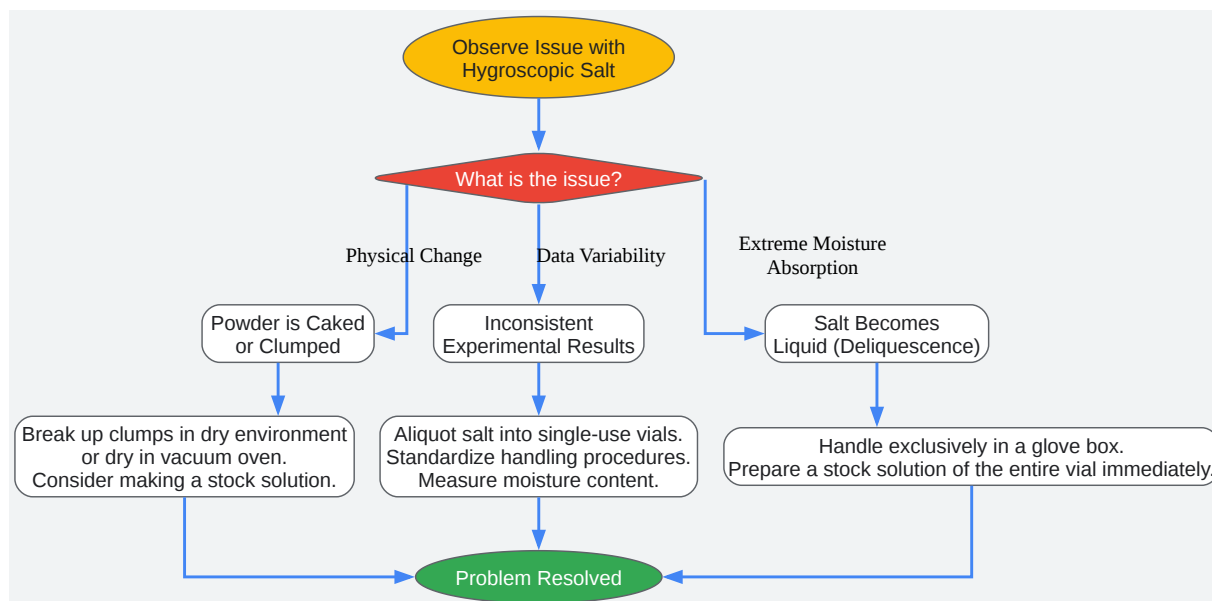 Observe Issue with
Hygroscopic Salt
What is the issue?
Physical Change
Data Variability
Extreme Moisture
Absorption
Powder is Caked
or Clumped
Inconsistent
Experimental Results
Salt Becomes
Liquid (Deliquescence)
Break up clumps in dry environment
or dry in vacuum oven.
Consider making a stock solution.
Aliquot salt into single-use vials.
Standardize handling procedures.
Measure moisture content.
Handle exclusively in a glove box.
Prepare a stock solution of the entire vial immediately.
Problem Resolved